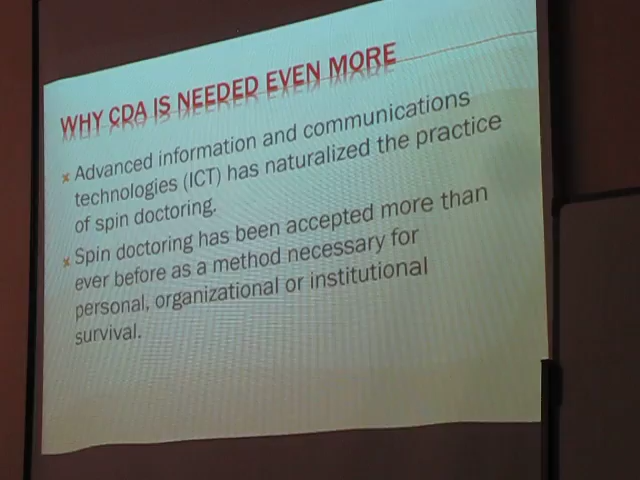 WHY CDA IS NEEDED EVEN MORE
Advanced information and communications
technologies (ICT) has naturalized the practice
of spin doctoring.
Spin doctoring has been accepted more than
ever before as a method necessary for
personal, organizational or institutional
survival.